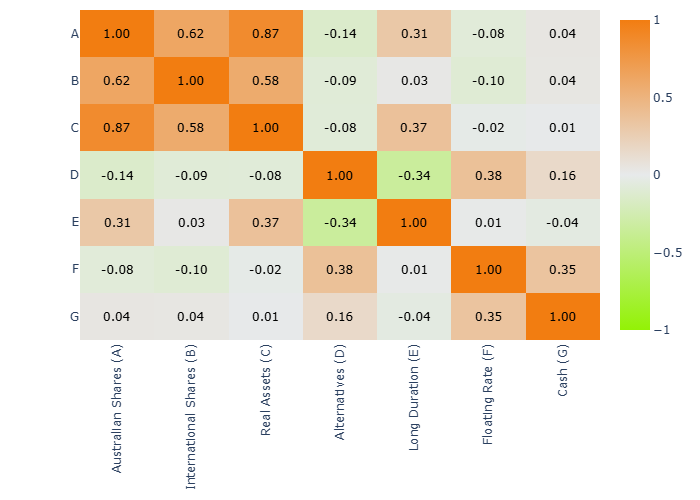 A 1.00 0.62 0.87 -0.14 0.31 -0.08 0.04
B 0.62 1.00 0.58 -0.09 0.03 -0.10 0.04
C 0.87 0.58 1.00 -0.08 0.37 -0.02 0.01
D -0.14 -0.09 -0.08 1.00 -0.34 0.38 0.16
E 0.31 0.03 0.37 -0.34 1.00 0.01 -0.04
F -0.08 -0.10 -0.02 0.38 0.01 1.00 0.35
G 0.04 0.04 0.01 0.16 -0.04 0.35 1.00
Australian Shares (A)
International Shares (B)
Real Assets (C)
Alternatives (D)
Long Duration (E)
Floating Rate (F)
Cash (G)
1
0.5
0
−0.5
−1